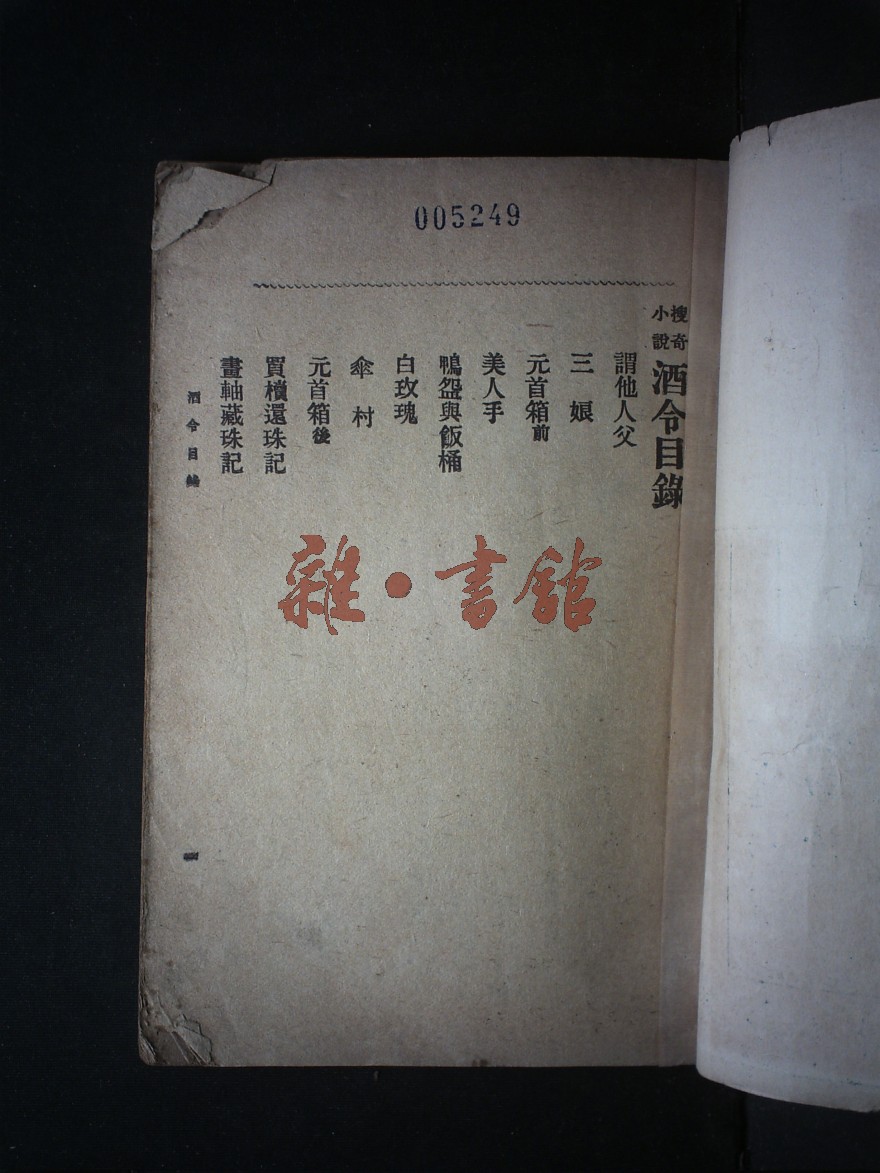 005249
搜奇小說 酒令目錄
謂他人父
三娘
元首箱前
美人手
鴨盌與飯桶
白玫瑰
傘村
元首箱後
買櫝還珠記
畫軸藏珠記
酒令目錄
一
雜·書館